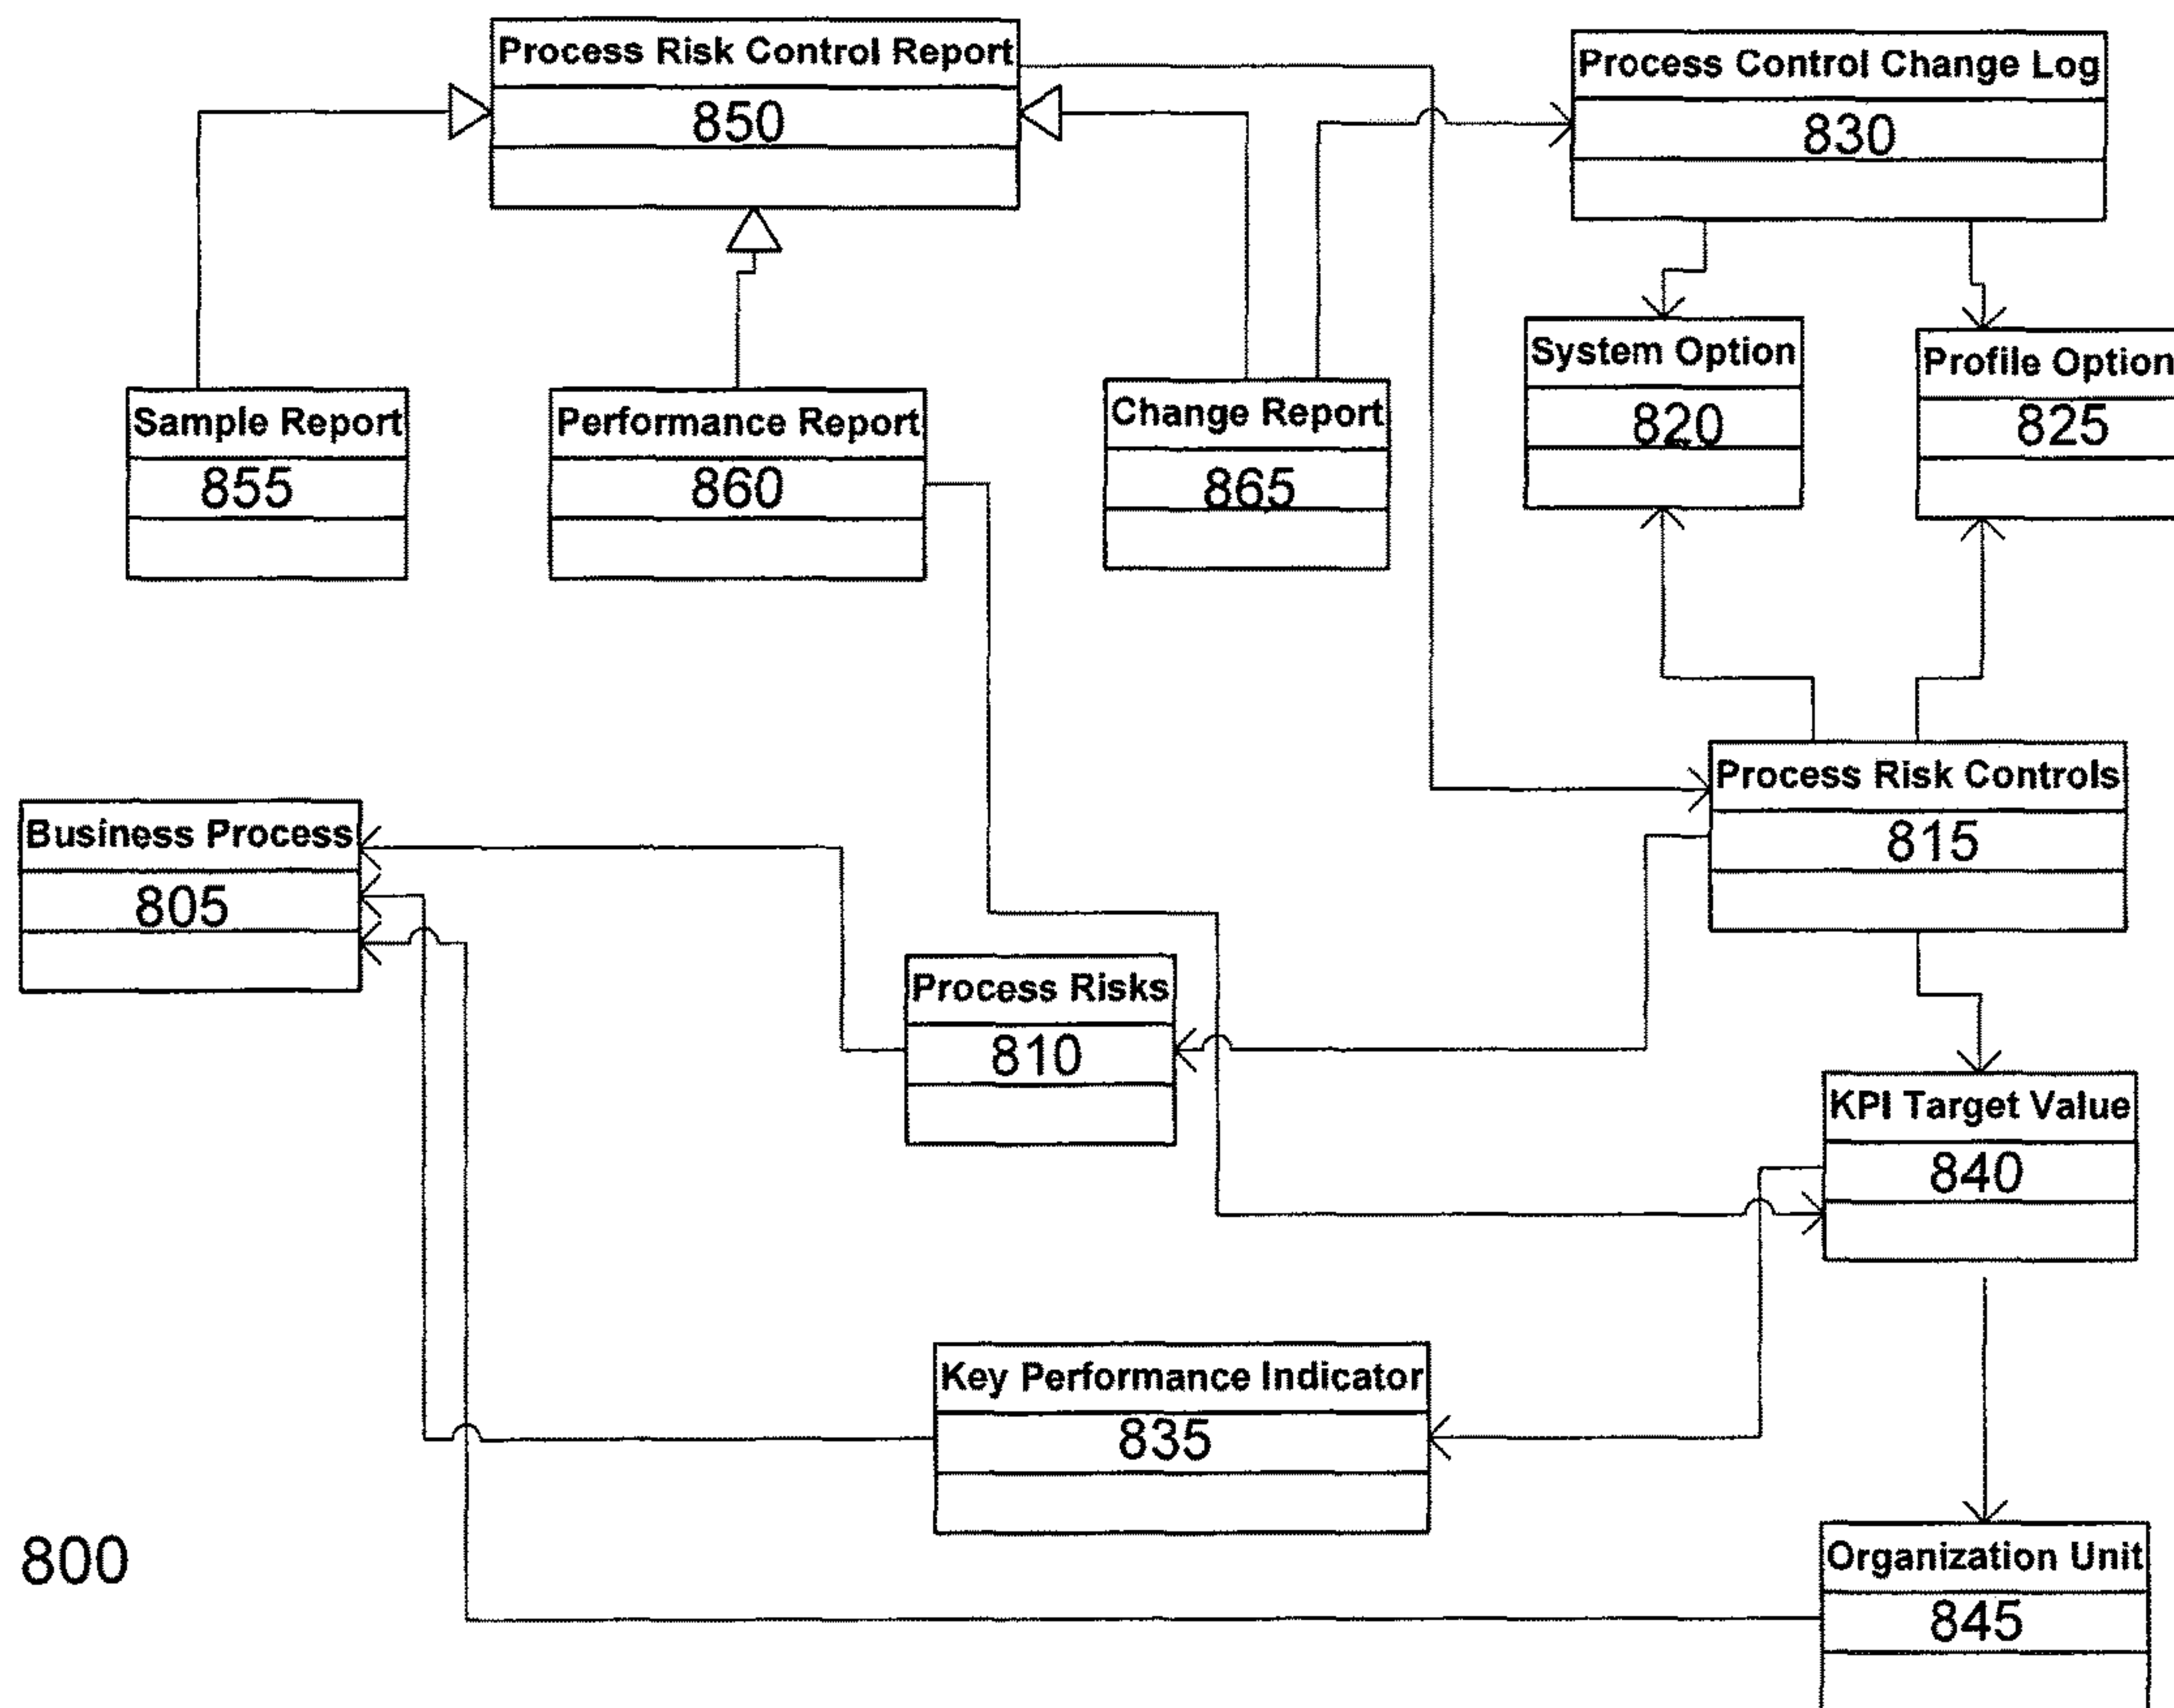 Process Risk Control Report
850
Process Control Change Log
830
System Option
820
Profile Option
825
Sample Report
855
Performance Report
860
Change Report
865
Process Risk Controls
815
Business Process
805
Process Risks
810
KPI Target Value
840
Key Performance Indicator
835
Organization Unit
845
800